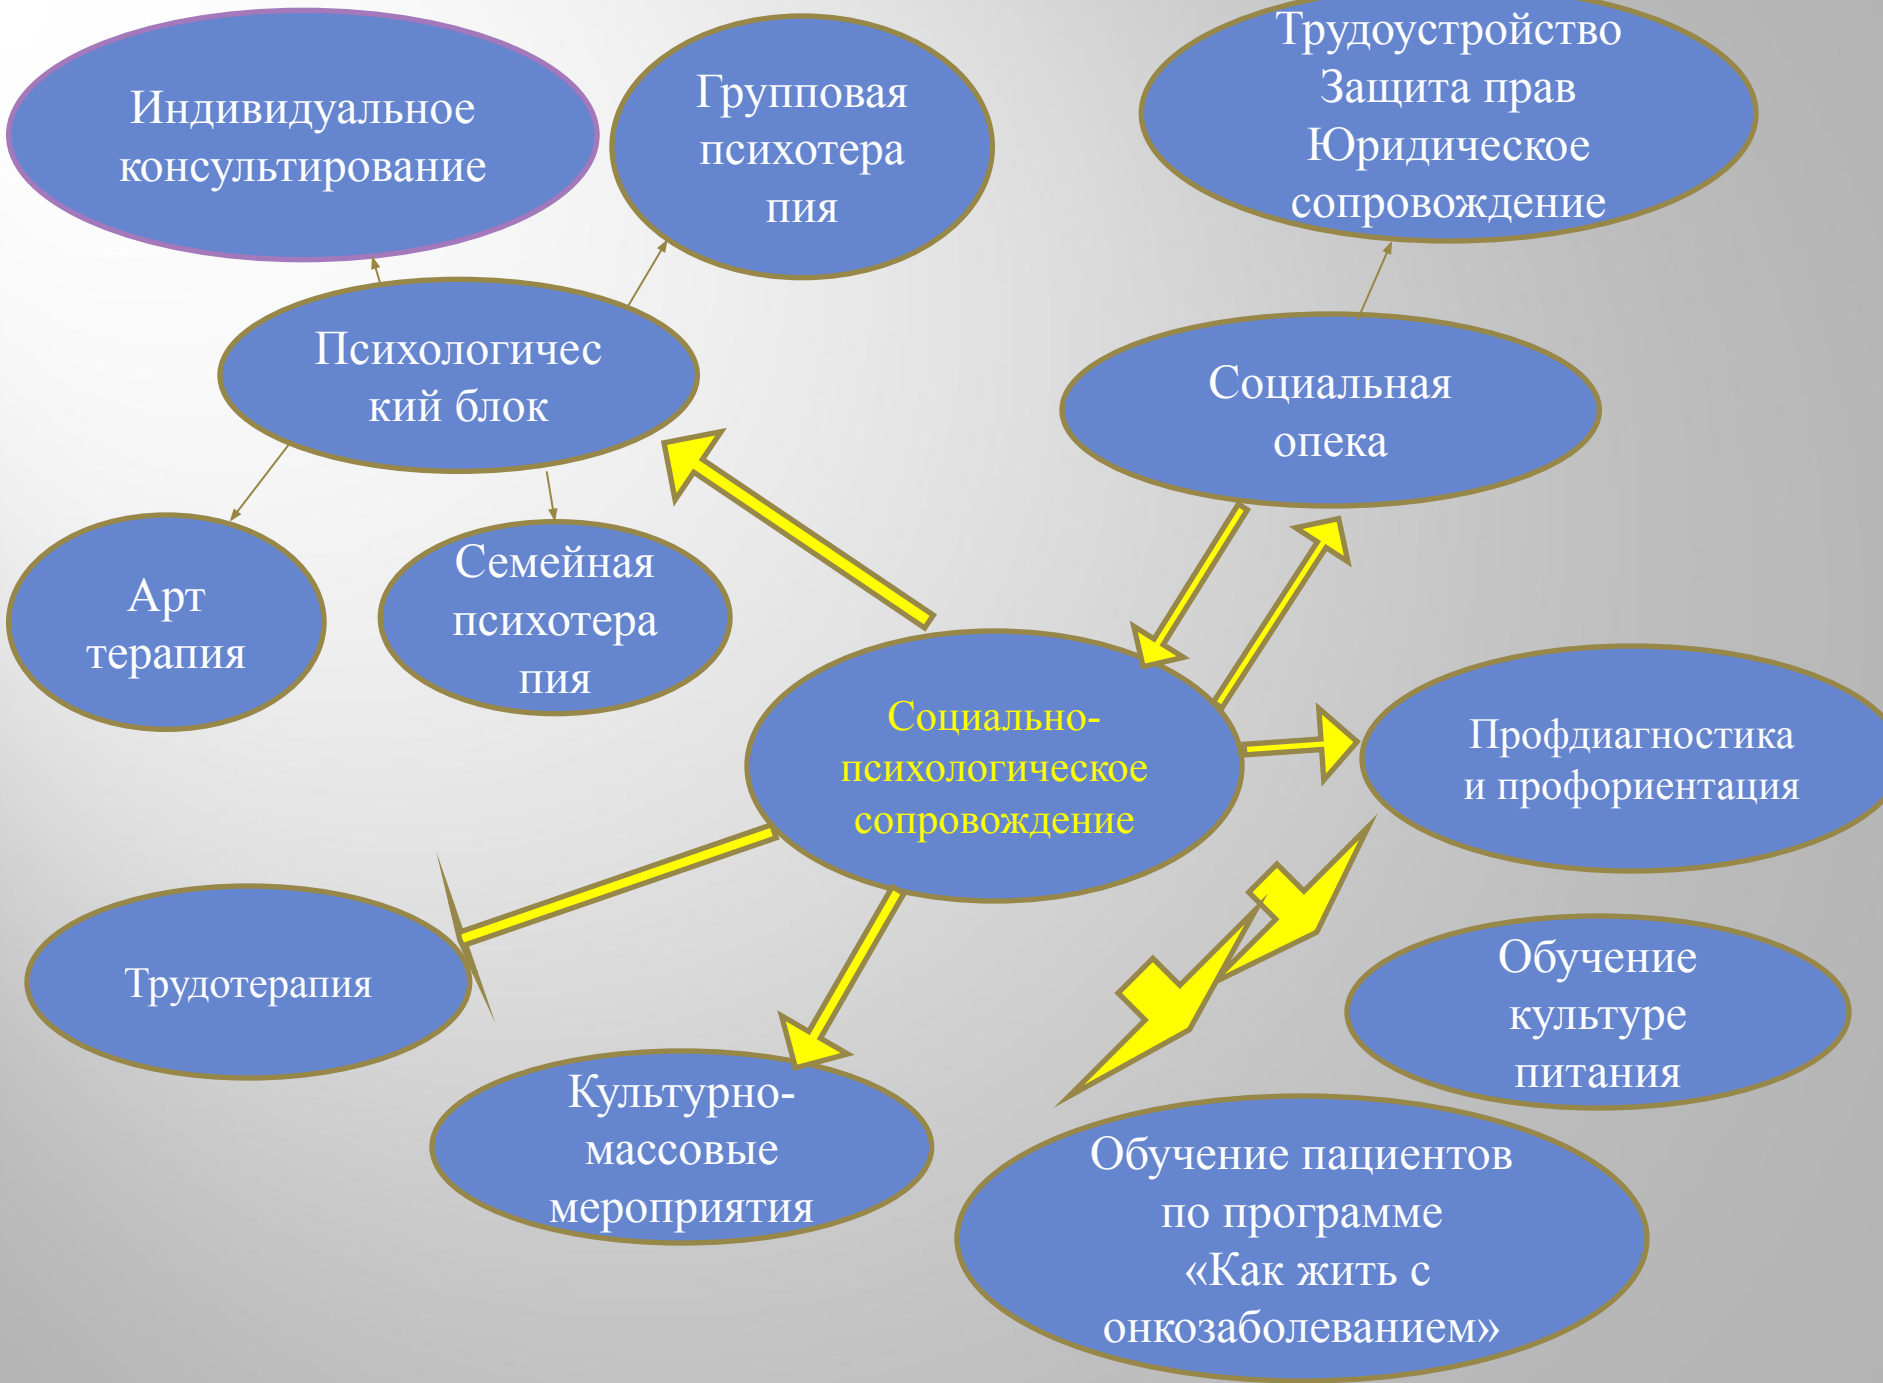 Индивидуальное
консультирование
Групповая
психотера
пия
Трудоустройство
Защита прав
Юридическое
сопровождение
Психологичес
кий блок
Социальная
опека
Арт
терапия
Семейная
психотера
пия
Социально-
психологическое
сопровождение
Профдиагностика
и профориентация
Трудотерапия
Обучение
культуре
питания
Культурно-
массовые
мероприятия
Обучение пациентов
по программе
«Как жить с
онкозаболеванием»